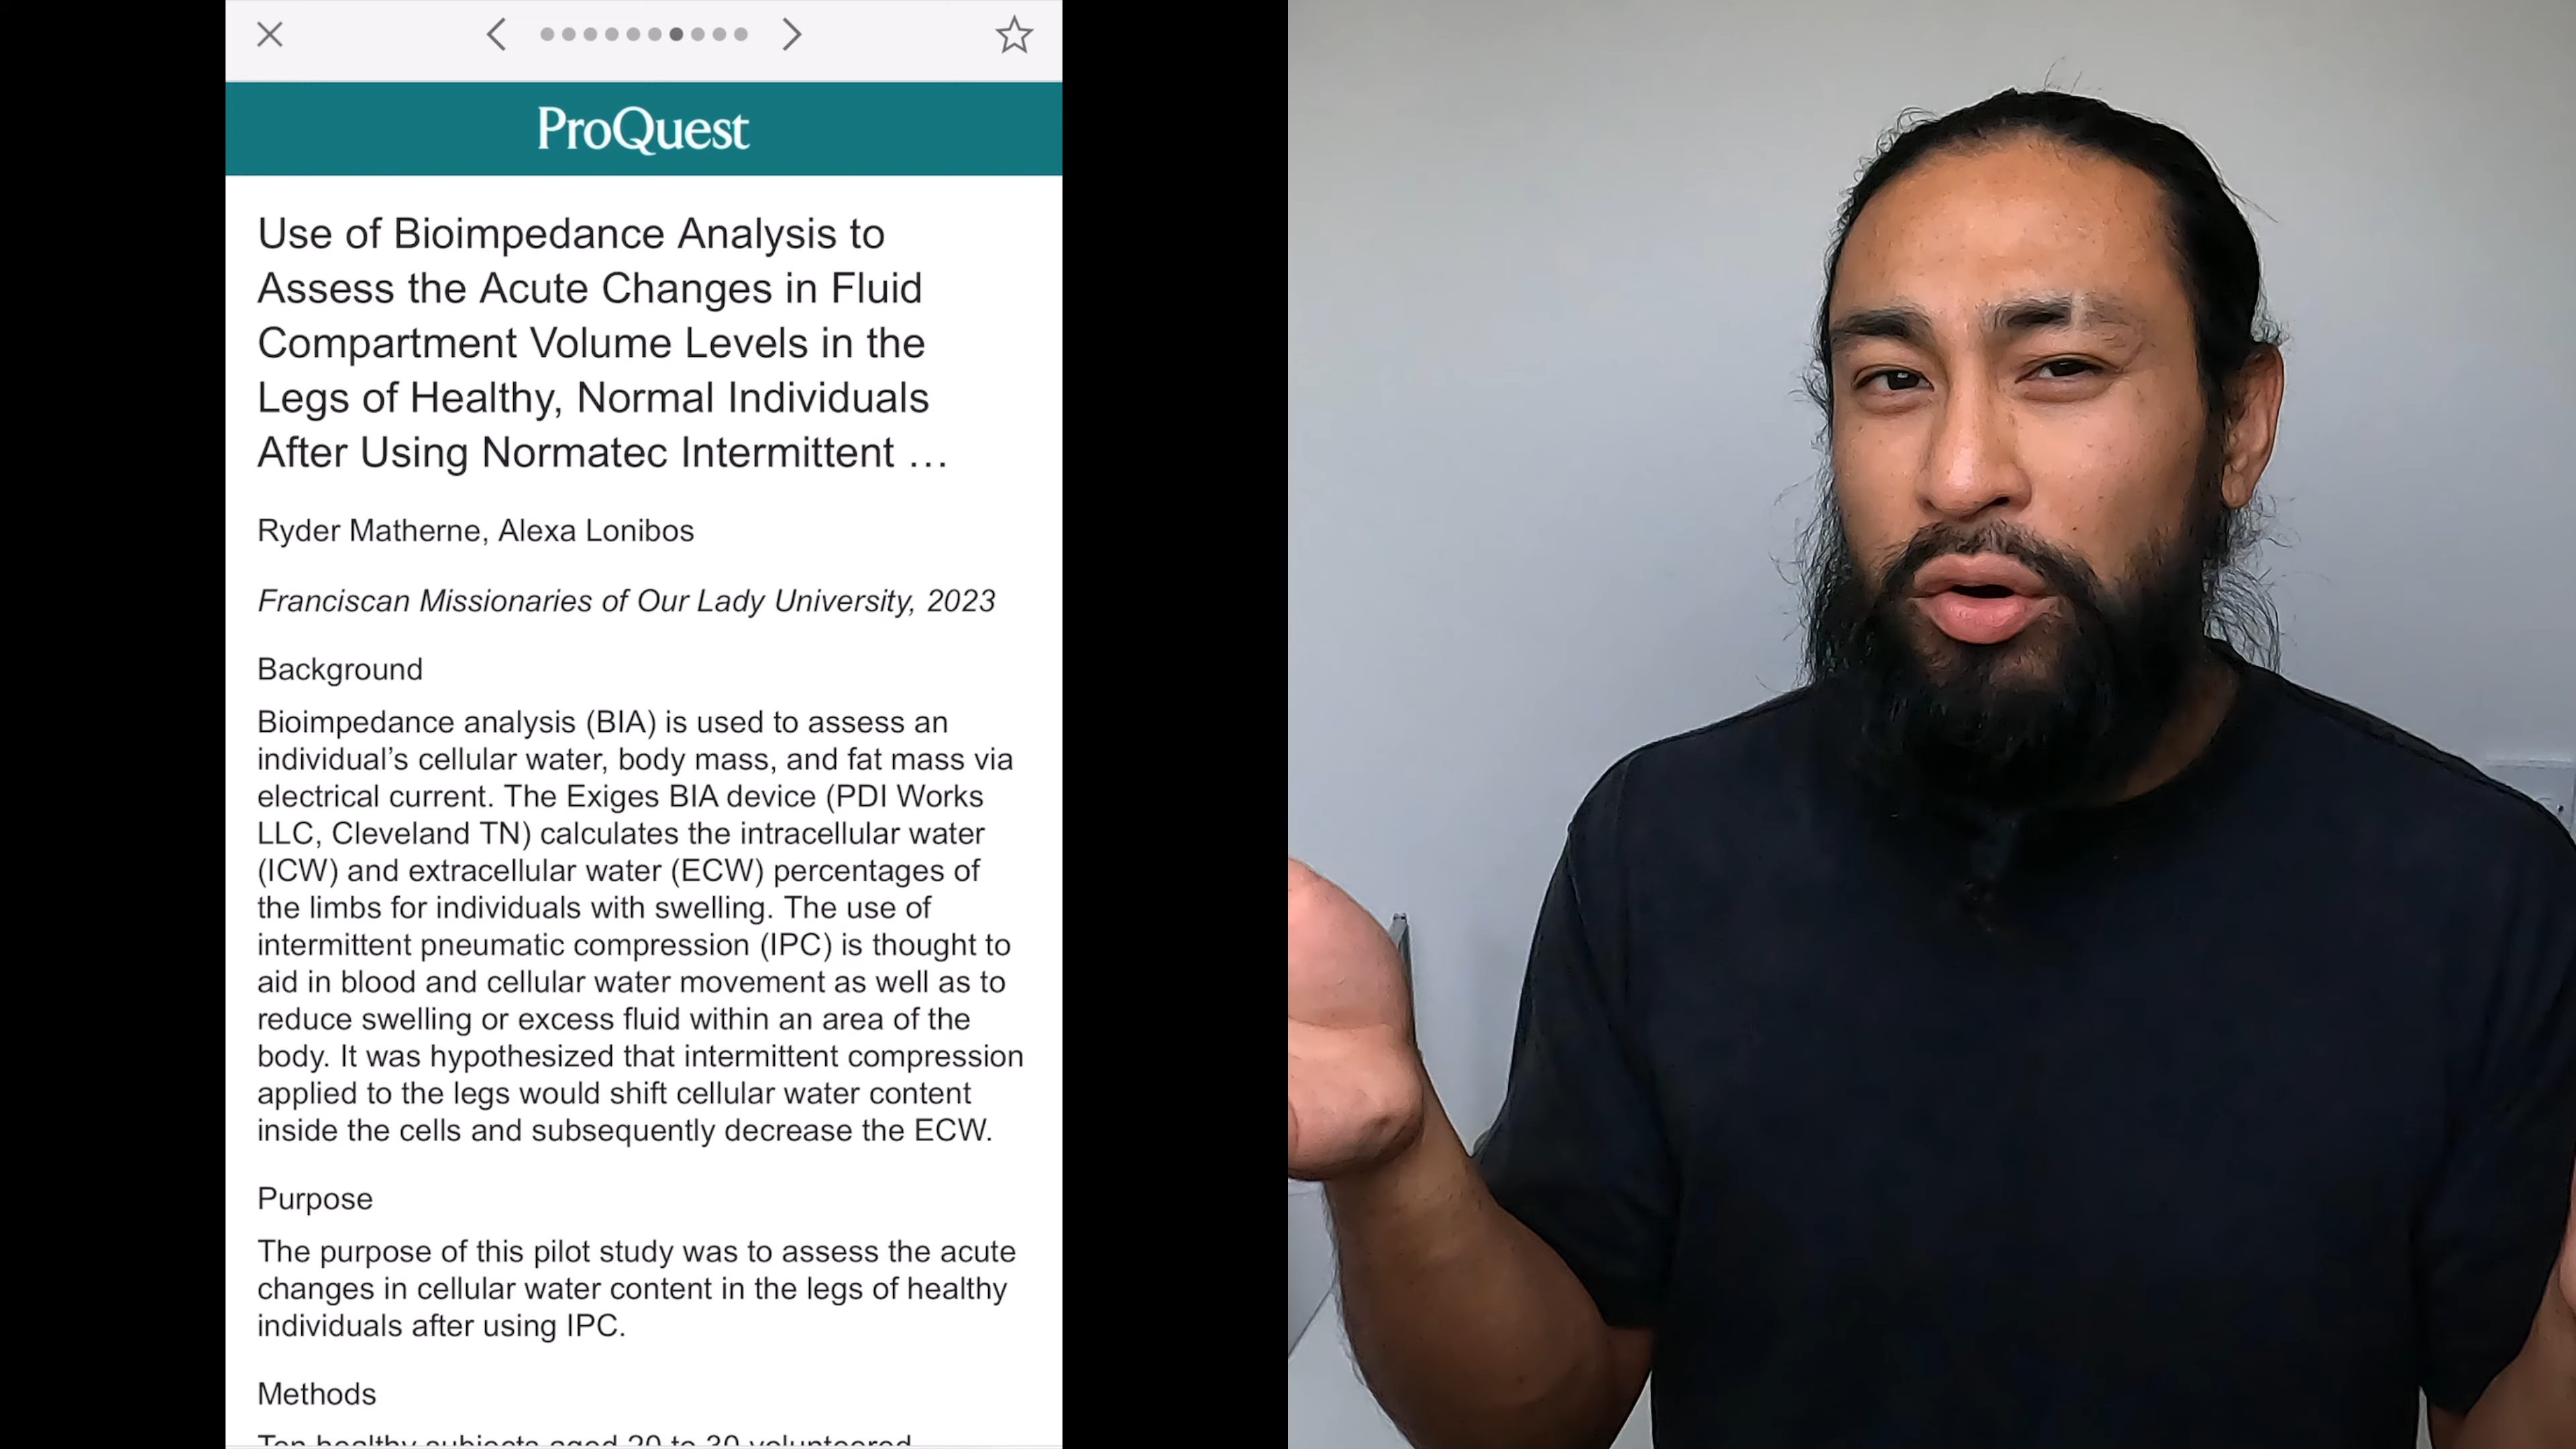 ProQuest
Use of Bioimpedance Analysis to
Assess the Acute Changes in Fluid
Compartment Volume Levels in the
Legs of Healthy, Normal Individuals
After Using Normatec Intermittent …
Ryder Matherne, Alexa Lonibos
Franciscan Missionaries of Our Lady University, 2023
Background
Bioimpedance analysis (BIA) is used to assess an
individual’s cellular water, body mass, and fat mass via
electrical current. The Exiges BIA device (PDI Works
LLC, Cleveland TN) calculates the intracellular water
(ICW) and extracellular water (ECW) percentages of
the limbs for individuals with swelling. The use of
intermittent pneumatic compression (IPC) is thought to
aid in blood and cellular water movement as well as to
reduce swelling or excess fluid within an area of the
body. It was hypothesized that intermittent compression
applied to the legs would shift cellular water content
inside the cells and subsequently decrease the ECW.
Purpose
The purpose of this pilot study was to assess the acute
changes in cellular water content in the legs of healthy
individuals after using IPC.
Methods
Ten healthy subjects aged 20 to 30 volunteered